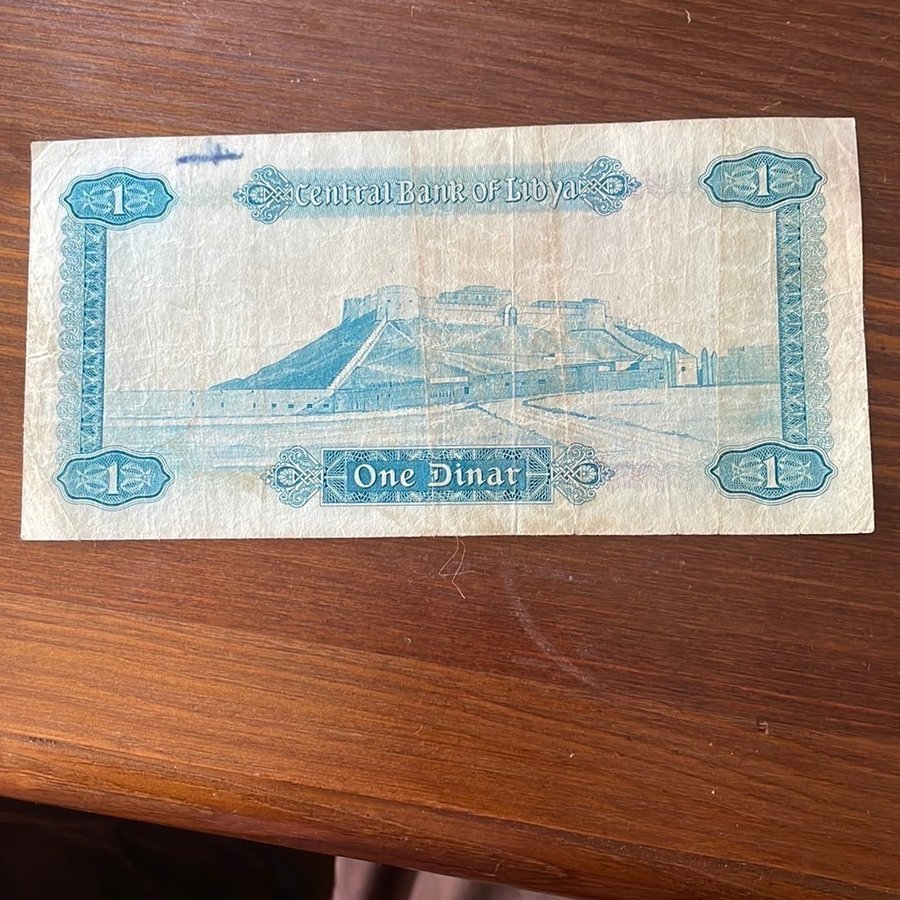 1 Central Bank of Libya 1
1 One Dinar 1